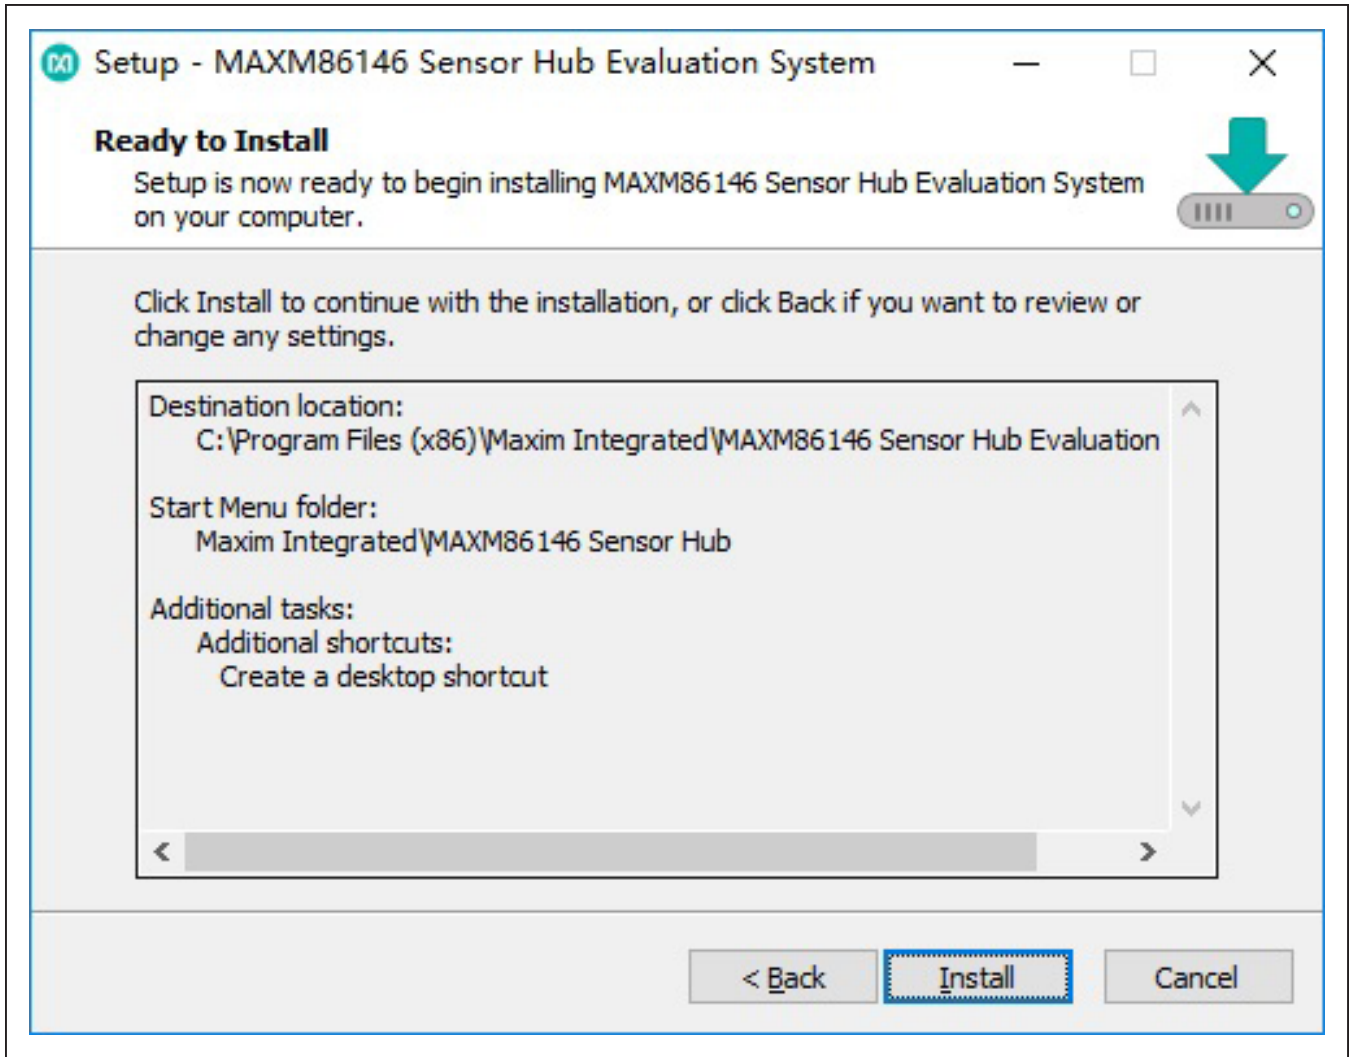 Setup - MAXM86146 Sensor Hub Evaluation System
Ready to Install
Setup is now ready to begin installing MAXM86146 Sensor Hub Evaluation System
on your computer.
Click Install to continue with the installation, or click Back if you want to review or
change any settings.
Destination location:
C:\Program Files (x86)\Maxim Integrated\MAXM86146 Sensor Hub Evaluation
Start Menu folder:
Maxim Integrated\MAXM86146 Sensor Hub
Additional tasks:
Additional shortcuts:
Create a desktop shortcut
< Back
Install
Cancel